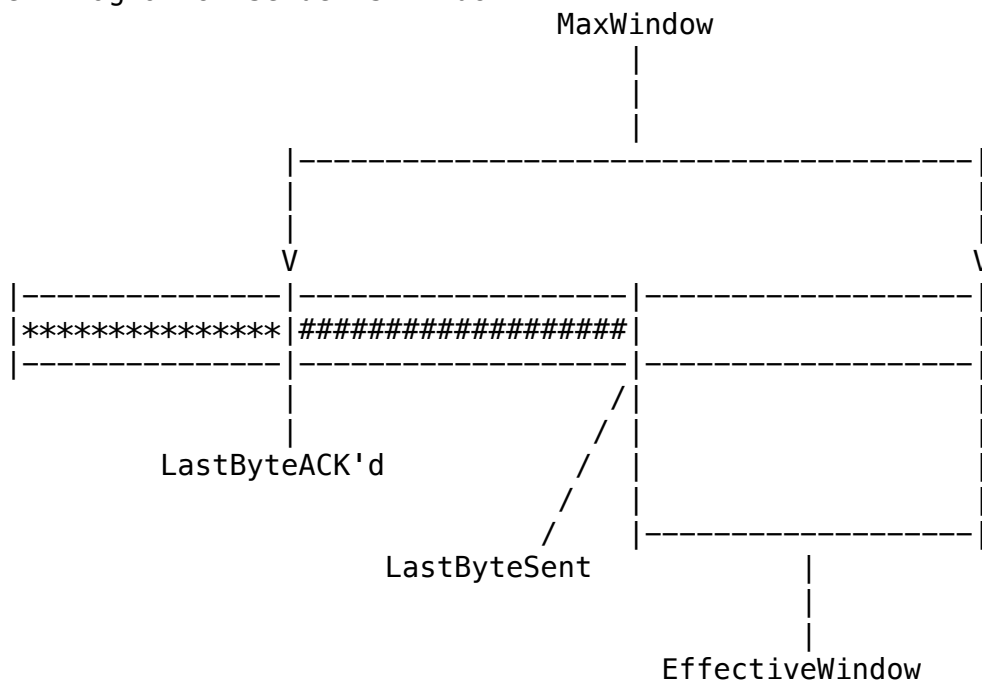 MaxWindow
|
|
|
|---------------------------------------|
| |
| |
V V
|---------------|-------------------|-------------------|
|***************|###################| |
|---------------|-------------------|-------------------|
| /| |
| / | |
LastByteACK'd / | |
/ | |
/ |-------------------|
LastByteSent |
|
|
EffectiveWindow